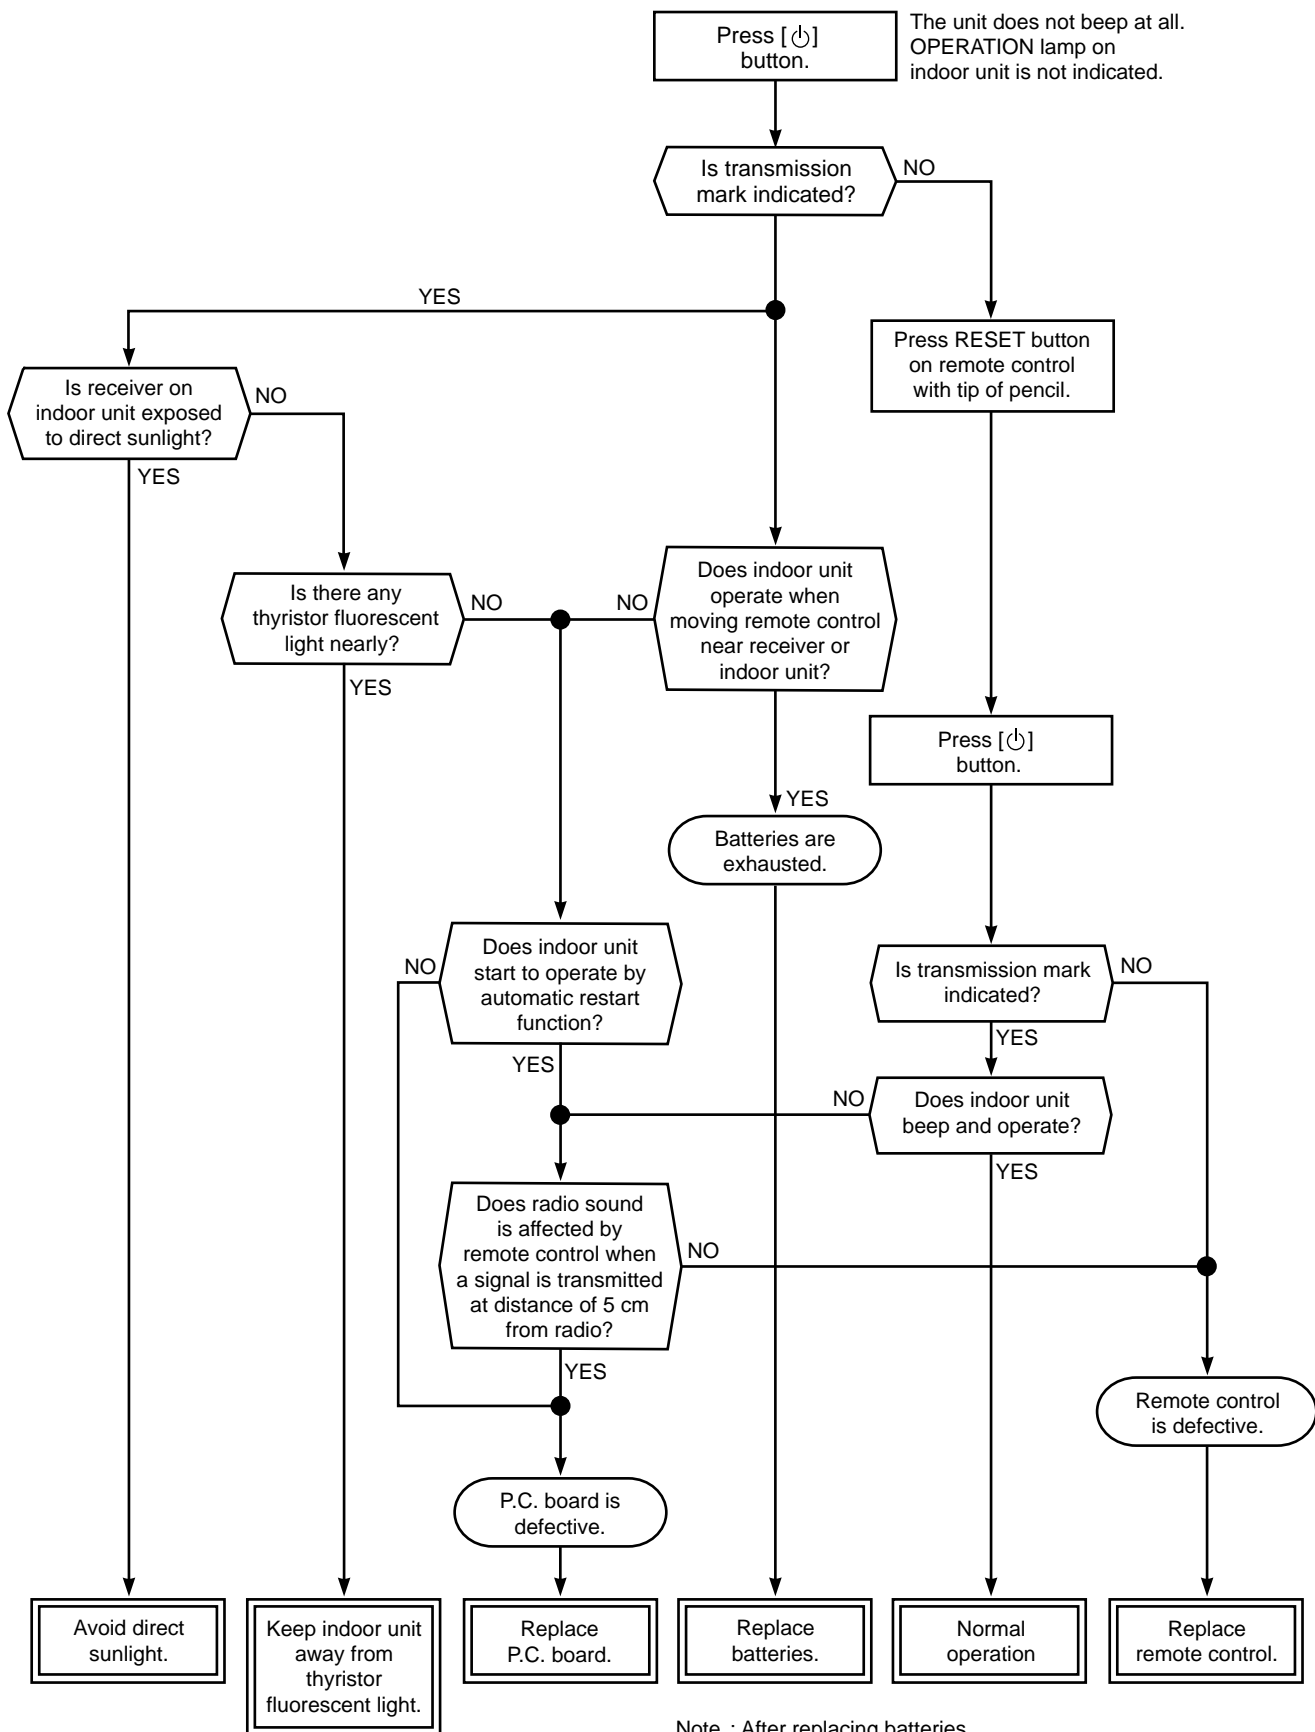 Press [⏻]
button.
The unit does not beep at all.
OPERATION lamp on
indoor unit is not indicated.
Is transmission
mark indicated?
NO
YES
Press RESET button
on remote control
with tip of pencil.
Is receiver on
indoor unit exposed
to direct sunlight?
NO
YES
Is there any
thyristor fluorescent
light nearly?
NO
YES
NO
Does indoor unit
operate when
moving remote control
near receiver or
indoor unit?
YES
Press [⏻]
button.
Batteries are
exhausted.
NO
Does indoor unit
start to operate by
automatic restart
function?
YES
Is transmission mark
indicated?
NO
YES
NO
Does indoor unit
beep and operate?
YES
Does radio sound
is affected by
remote control when
a signal is transmitted
at distance of 5 cm
from radio?
NO
YES
Remote control
is defective.
P.C. board is
defective.
Avoid direct
sunlight.
Keep indoor unit
away from
thyristor
fluorescent light.
Replace
P.C. board.
Replace
batteries.
Normal
operation
Replace
remote control.
Note : After replacing batteries,